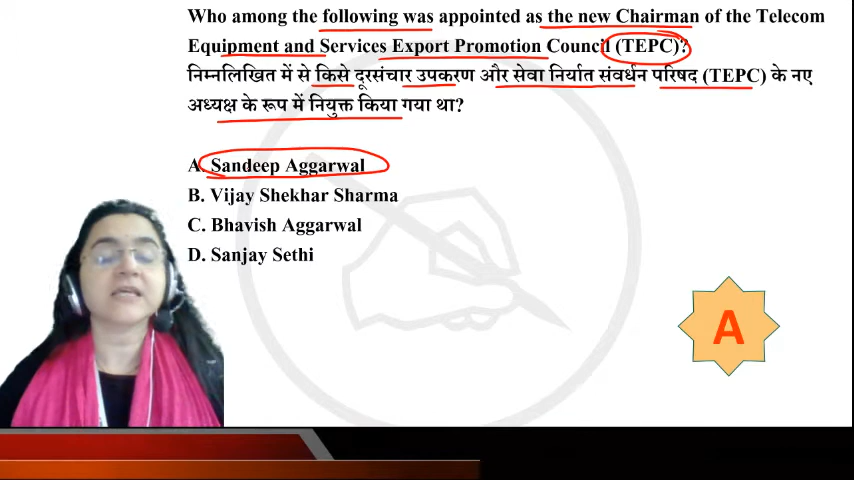 Who among the following was appointed as the new Chairman of the Telecom
Equipment and Services Export Promotion Council (TEPC)?
निम्नलिखित में से किसे दूरसंचार उपकरण और सेवा निर्यात संवर्धन परिषद (TEPC) के नए
अध्यक्ष के रूप में नियुक्त किया गया था?
A. Sandeep Aggarwal
B. Vijay Shekhar Sharma
C. Bhavish Aggarwal
D. Sanjay Sethi
A